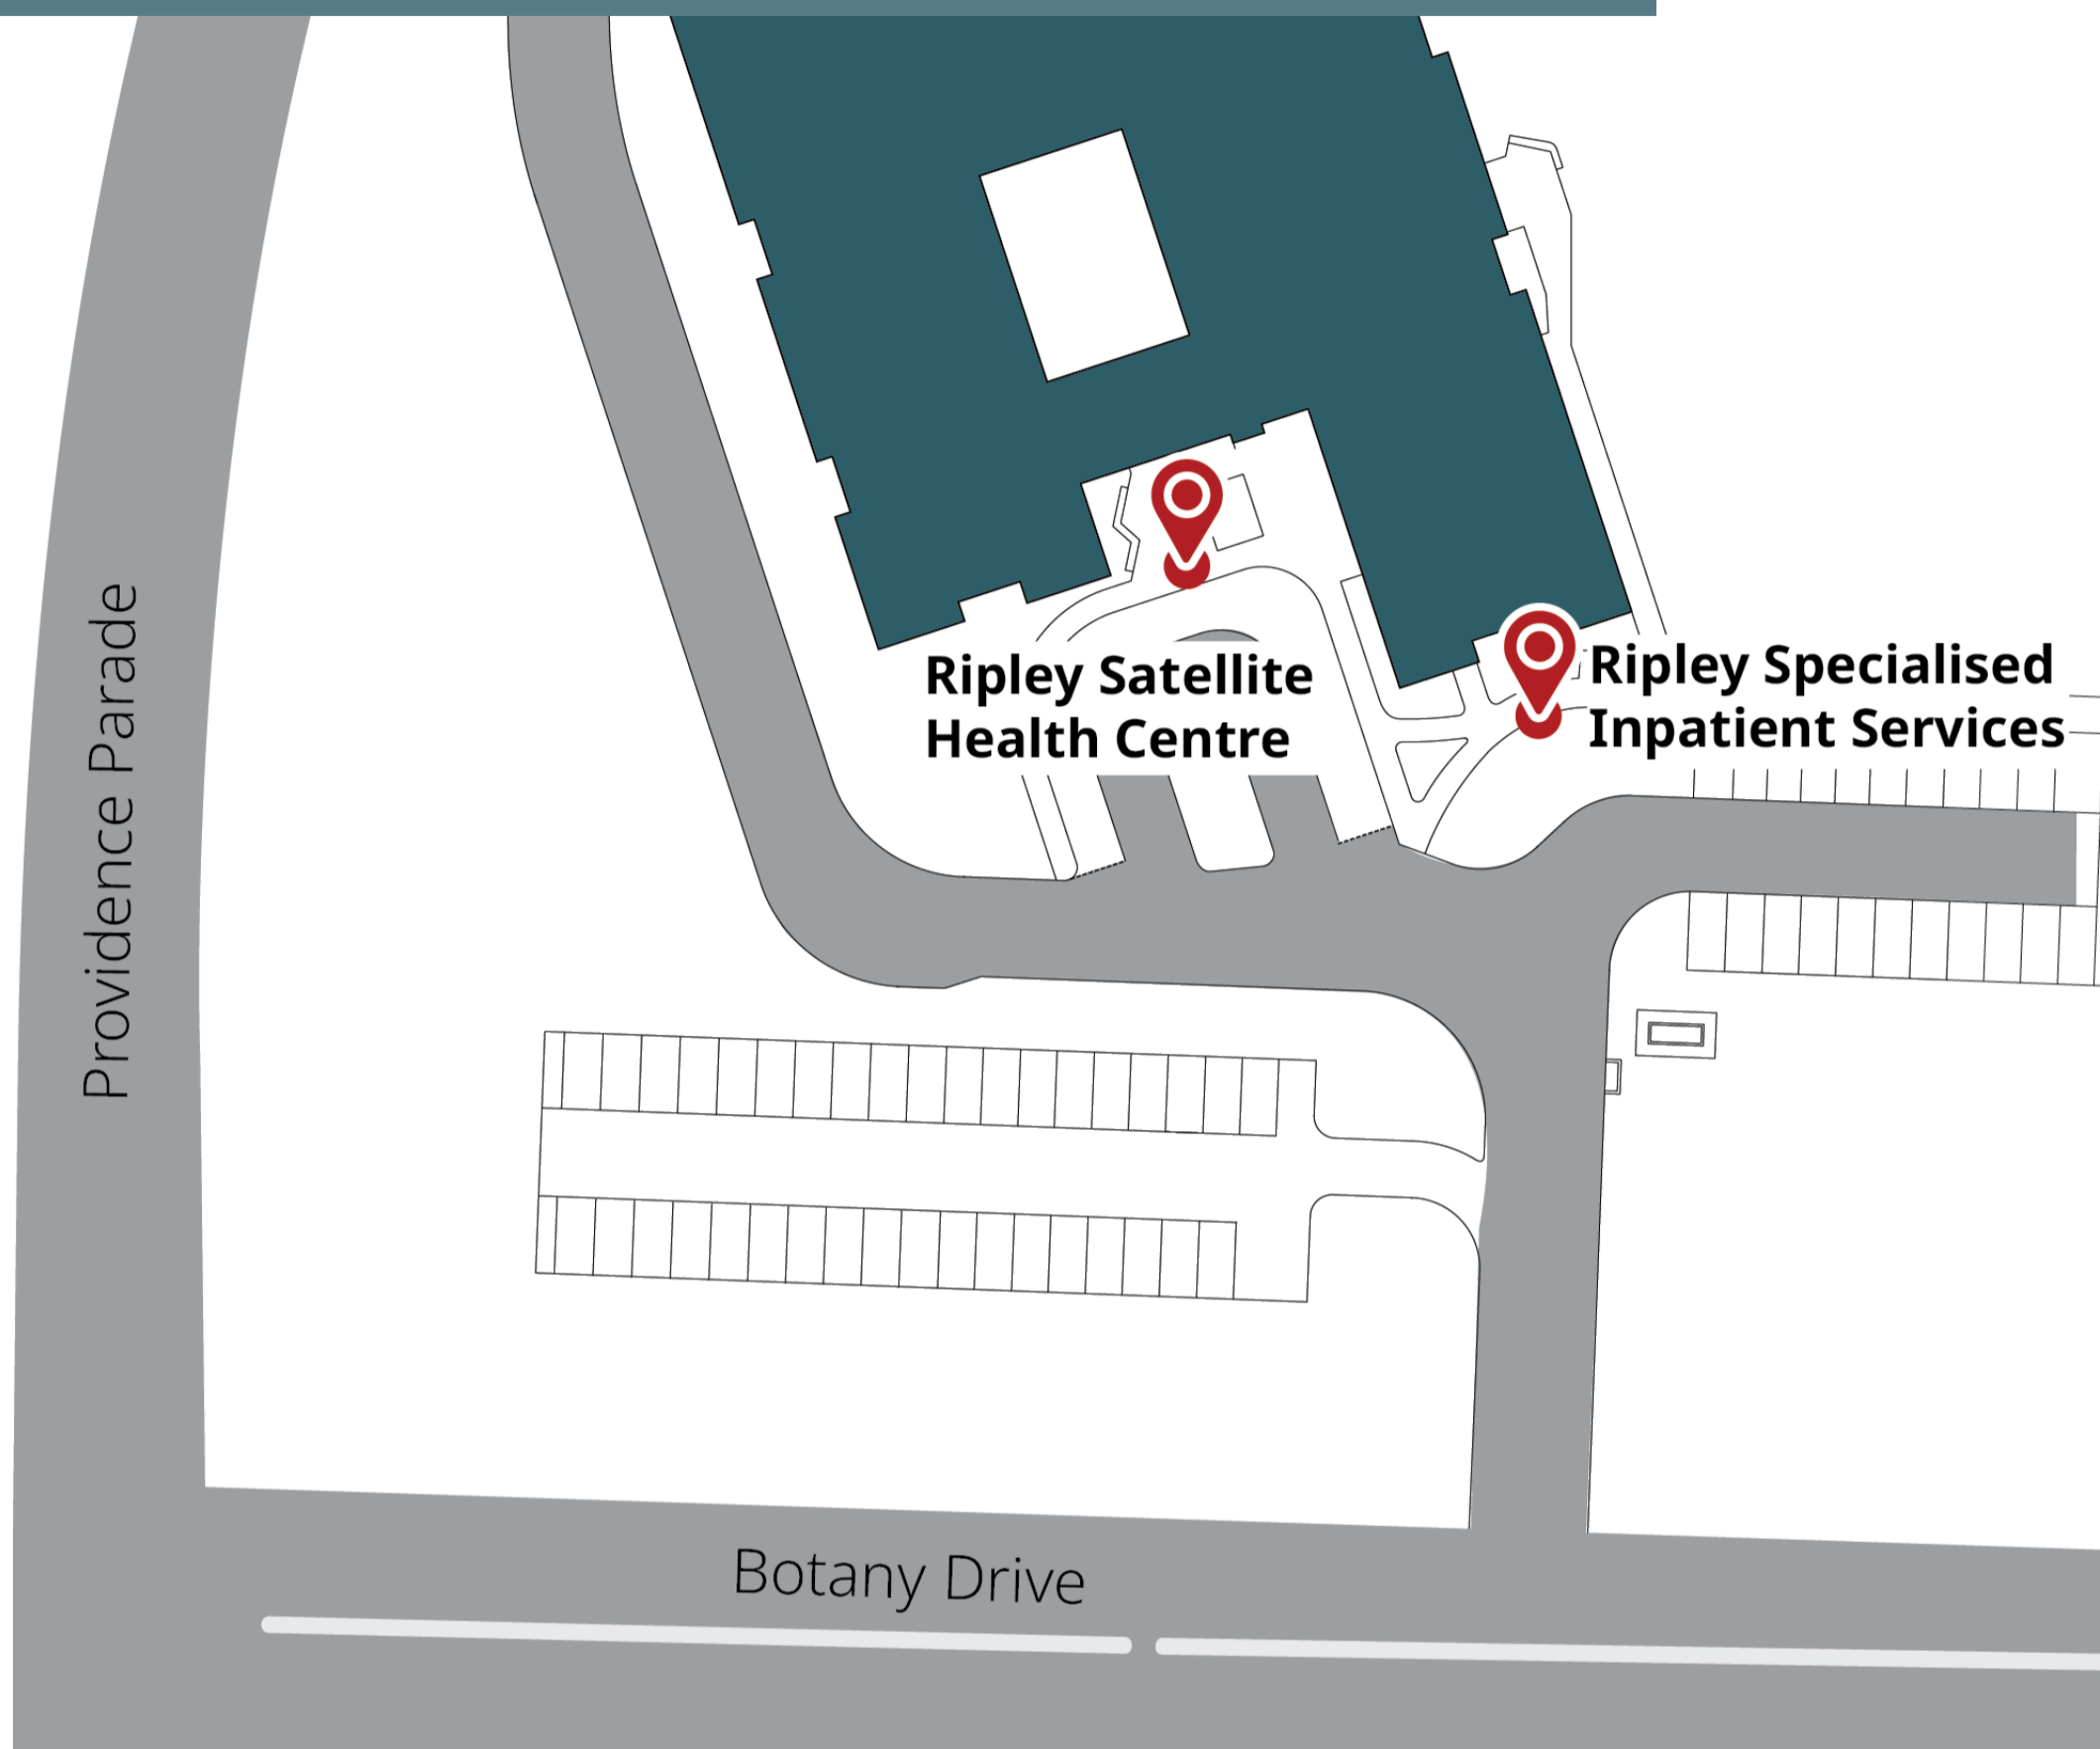 Ripley Satellite
Health Centre
Ripley Specialised
Inpatient Services
Providence Parade
Botany Drive